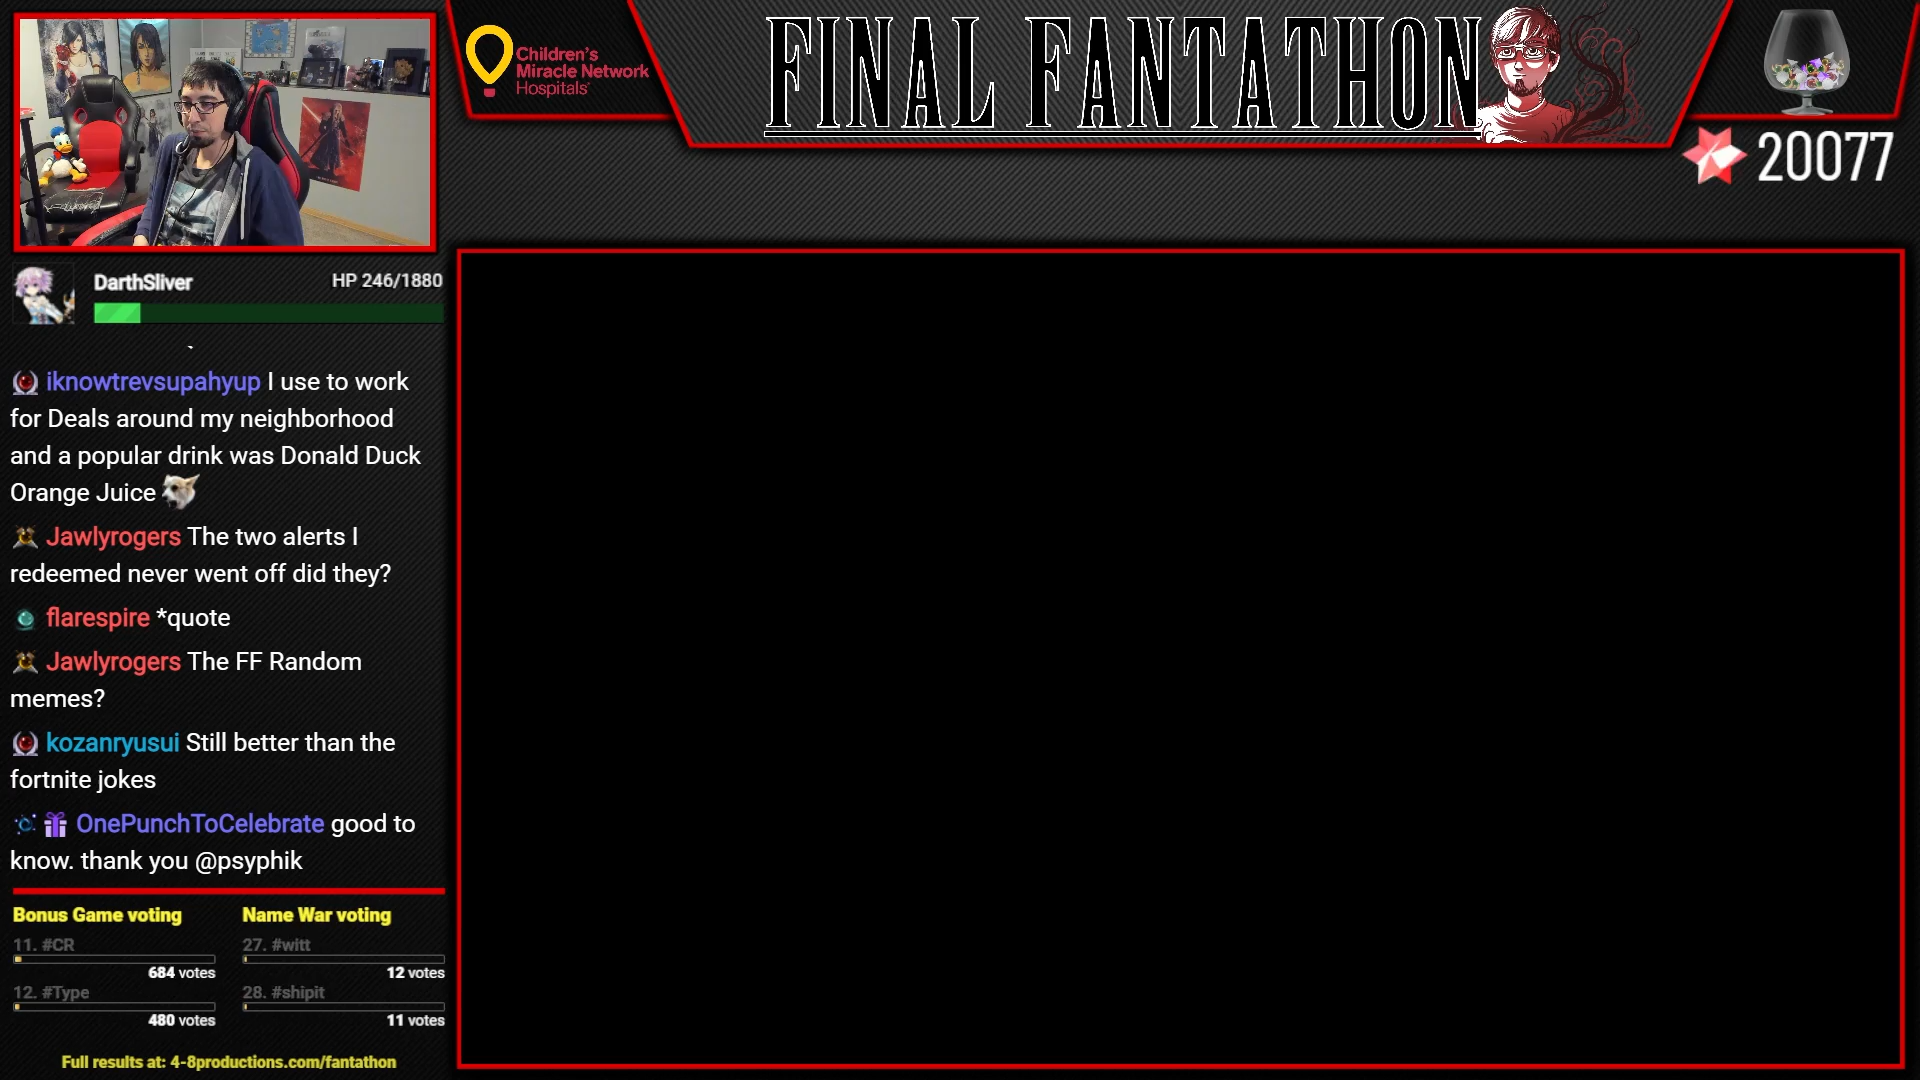 Children's
Miracle Network
Hospitals
FINAL FANTATHON
20077
DarthSliver
HP 246/1880
iknowtrevsupahyup I use to work
for Deals around my neighborhood
and a popular drink was Donald Duck
Orange Juice
Jawlyrogers The two alerts I
redeemed never went off did they?
flarespire *quote
Jawlyrogers The FF Random
memes?
kozanryusui Still better than the
fortnite jokes
OnePunchToCelebrate good to
know. thank you @psyphik
Bonus Game voting
11. #CR
684 votes
12. #Type
480 votes
Name War voting
27. #witt
12 votes
28. #shipit
11 votes
Full results at: 4-8productions.com/fantathon